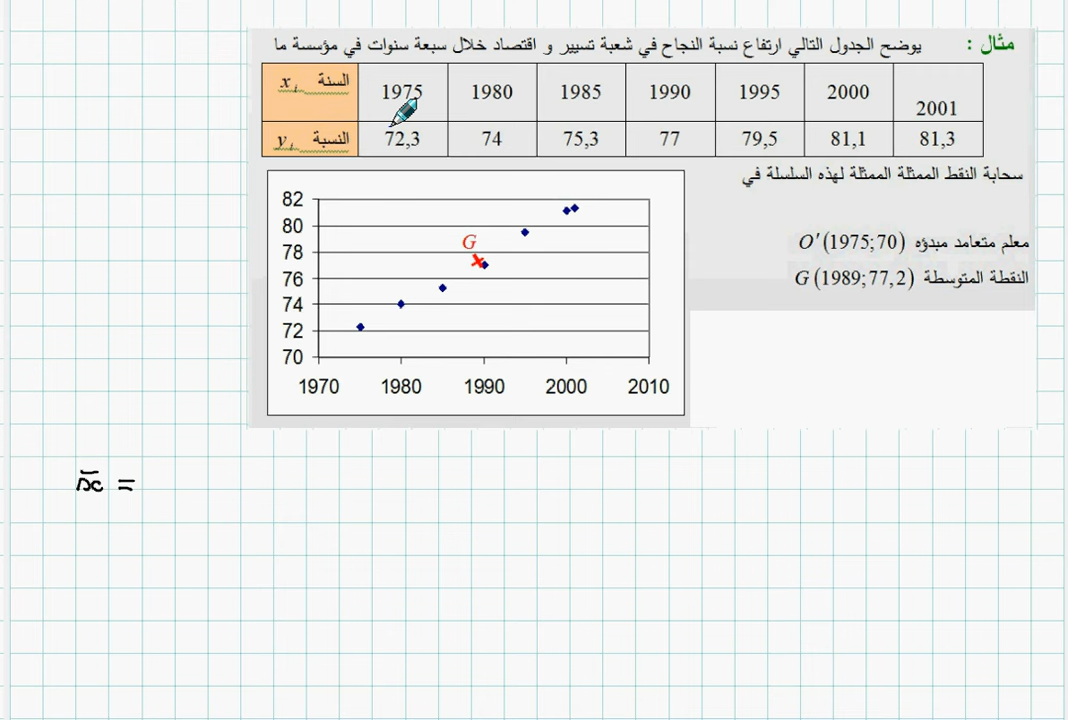 مثال : يوضح الجدول التالي ارتفاع نسبة النجاح في شعبة تسيير و اقتصاد خلال سبعة سنوات في مؤسسة ما
السنة x_i 1975 1980 1985 1990 1995 2000 2001
النسبة y_i 72,3 74 75,3 77 79,5 81,1 81,3
سحابة النقط الممثلة الممثلة لهذه السلسلة في
معلم متعامد مبدؤه O'(1975;70)
النقطة المتوسطة G(1989;77,2)
82
80
78
76
74
72
70
G
1970 1980 1990 2000 2010
x̄ =